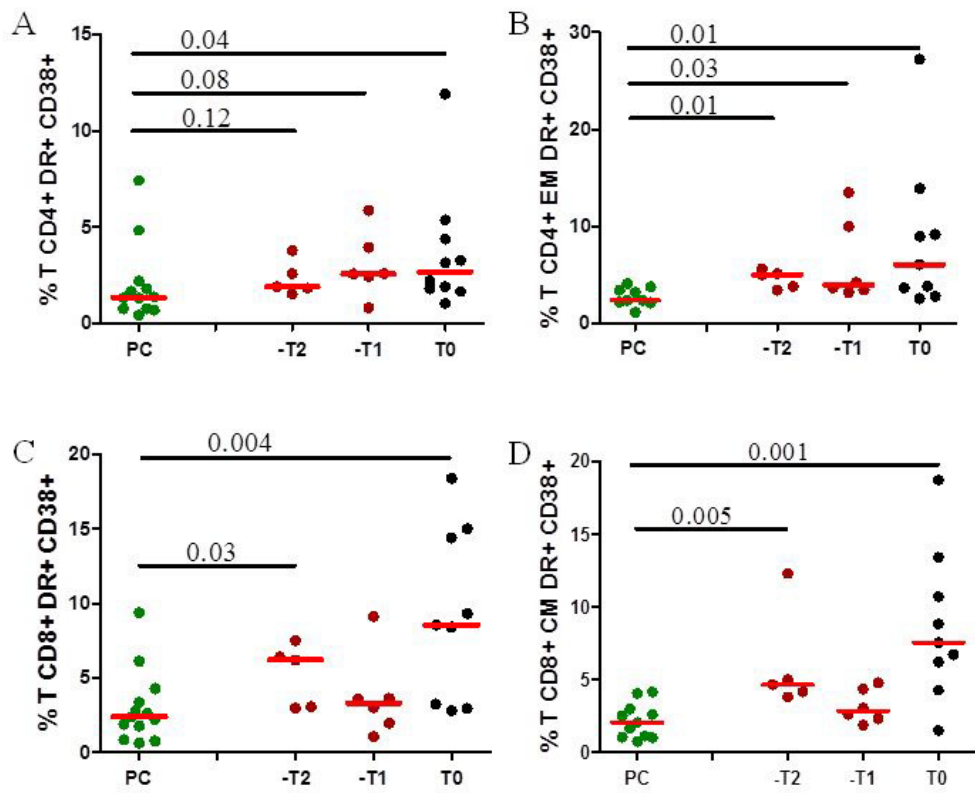 A
% T CD4+ DR+ CD38+
15
10
5
0
0.04
0.08
0.12
PC
-T2
-T1
T0
B
% T CD4+ EM DR+ CD38+
30
20
10
0
0.01
0.03
0.01
PC
-T2
-T1
T0
C
% T CD8+ DR+ CD38+
20
15
10
5
0
0.004
0.03
PC
-T2
-T1
T0
D
% T CD8+ CM DR+ CD38+
20
15
10
5
0
0.001
0.005
PC
-T2
-T1
T0